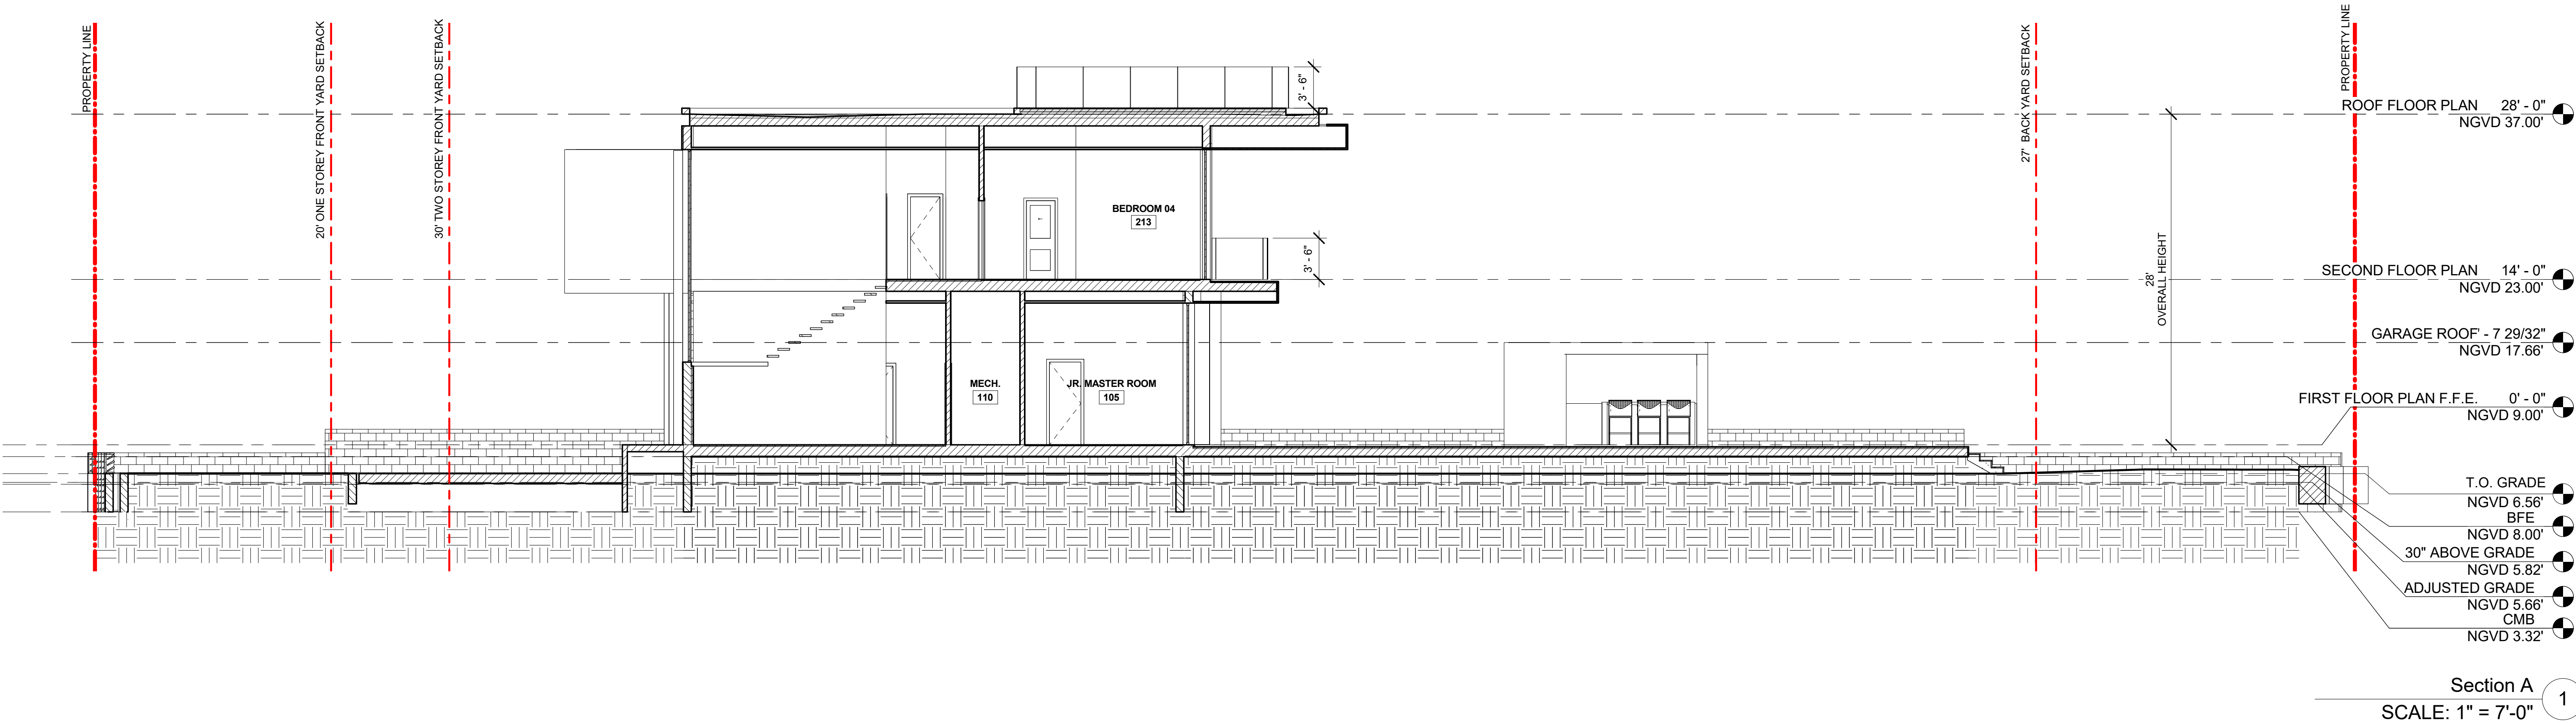 PROPERTY LINE
20' ONE STOREY FRONT YARD SETBACK
30' TWO STOREY FRONT YARD SETBACK
3' - 6"
BEDROOM 04
213
3' - 6"
MECH.
110
JR. MASTER ROOM
105
27' BACK YARD SETBACK
28'
OVERALL HEIGHT
PROPERTY LINE
ROOF FLOOR PLAN 28' - 0"
NGVD 37.00'
SECOND FLOOR PLAN 14' - 0"
NGVD 23.00'
GARAGE ROOF' - 7 29/32"
NGVD 17.66'
FIRST FLOOR PLAN F.F.E. 0' - 0"
NGVD 9.00'
T.O. GRADE
NGVD 6.56'
BFE
NGVD 8.00'
30" ABOVE GRADE
NGVD 5.82'
ADJUSTED GRADE
NGVD 5.66'
CMB
NGVD 3.32'
Section A
1
SCALE: 1" = 7'-0"